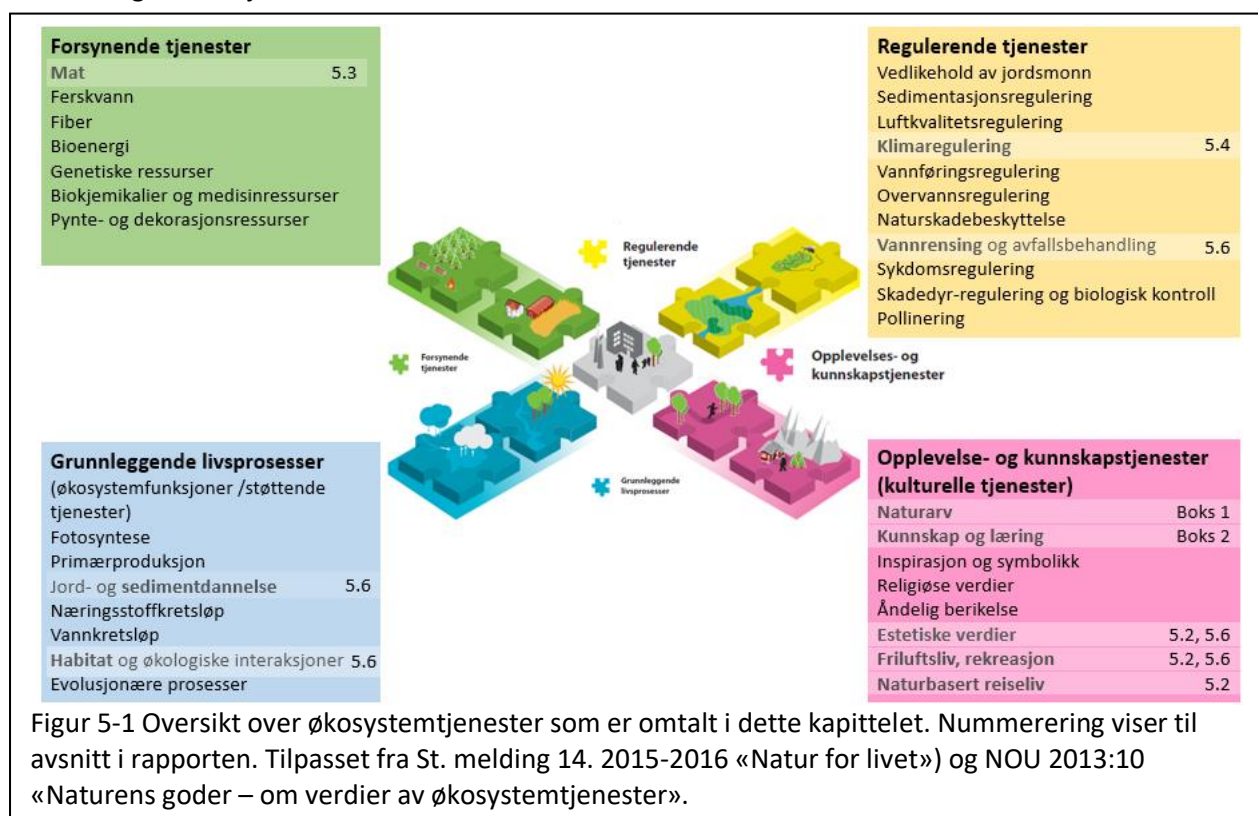 Forsynende tjenester
Mat 5.3
Ferskvann
Fiber
Bioenergi
Genetiske ressurser
Biokjemikalier og medisinressurser
Pynte- og dekorasjonsressurser
Regulerende tjenester
Vedlikehold av jordsmonn
Sedimentasjonsregulering
Luftkvalitetsregulering
Klimaregulering 5.4
Vannføringsregulering
Overvannsregulering
Naturskadebeskyttelse
Vannrensing og avfallsbehandling 5.6
Sykdomsregulering
Skadedyr-regulering og biologisk kontroll
Pollinering
Regulerende
tjenester
Forsynende
tjenester
Opplevelses- og
kunnskapstjenester
Grunnleggende
livsprosesser
Grunnleggende livsprosesser
(økosystemfunksjoner /støttende
tjenester)
Fotosyntese
Primærproduksjon
Jord- og sedimentdannelse 5.6
Næringsstoffkretsløp
Vannkretsløp
Habitat og økologiske interaksjoner 5.6
Evolusjonære prosesser
Opplevelse- og kunnskapstjenester
(kulturelle tjenester)
Naturarv Boks 1
Kunnskap og læring Boks 2
Inspirasjon og symbolikk
Religiøse verdier
Åndelig berikelse
Estetiske verdier 5.2, 5.6
Friluftsliv, rekreasjon 5.2, 5.6
Naturbasert reiseliv 5.2
Figur 5-1 Oversikt over økosystemtjenester som er omtalt i dette kapittelet. Nummerering viser til
avsnitt i rapporten. Tilpasset fra St. melding 14. 2015-2016 «Natur for livet») og NOU 2013:10
«Naturens goder – om verdier av økosystemtjenester».